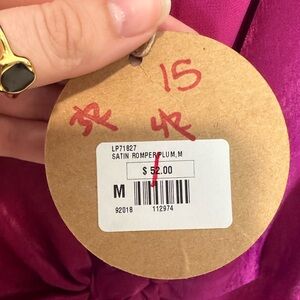 15
LP71827
SATIN ROMPER PLUM,M
$ 52.00
M
92018 112974